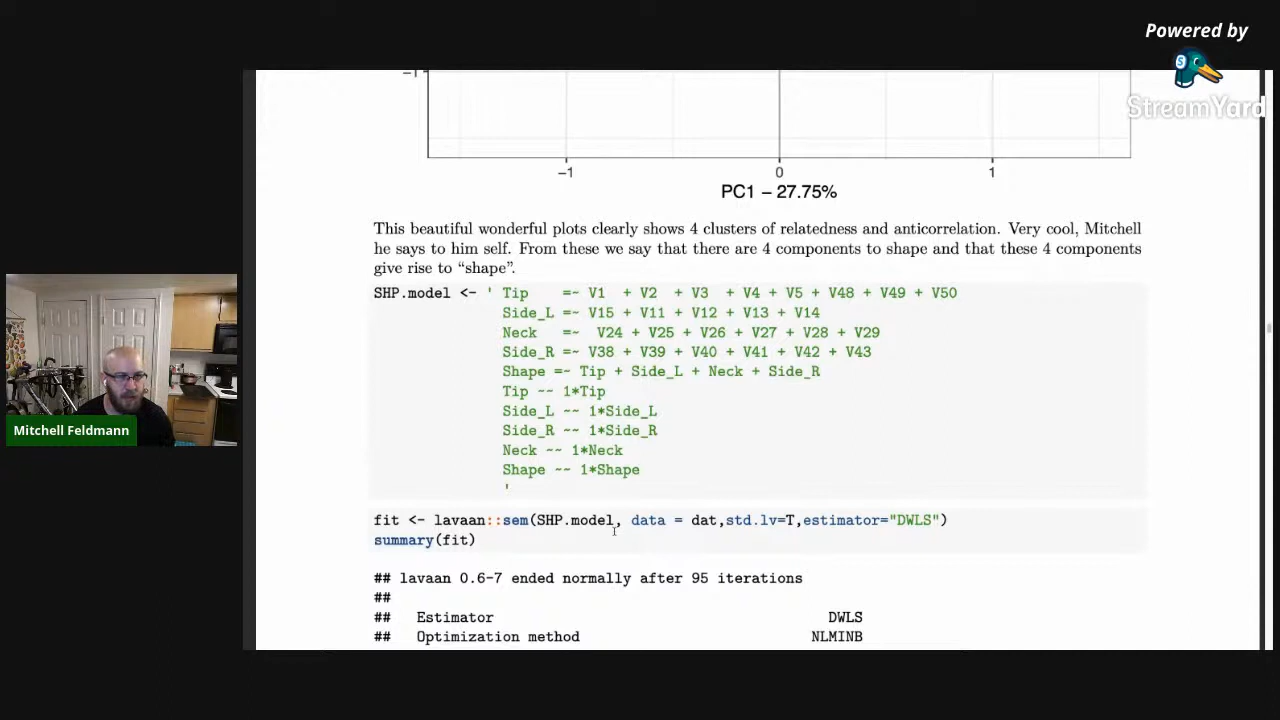 Powered by
StreamYard
−1
−1 0 1
PC1 − 27.75%
This beautiful wonderful plots clearly shows 4 clusters of relatedness and anticorrelation. Very cool, Mitchell
he says to him self. From these we say that there are 4 components to shape and that these 4 components
give rise to “shape”.
SHP.model <- ' Tip =~ V1 + V2 + V3 + V4 + V5 + V48 + V49 + V50
Side_L =~ V15 + V11 + V12 + V13 + V14
Neck =~ V24 + V25 + V26 + V27 + V28 + V29
Side_R =~ V38 + V39 + V40 + V41 + V42 + V43
Shape =~ Tip + Side_L + Neck + Side_R
Tip ~~ 1*Tip
Side_L ~~ 1*Side_L
Side_R ~~ 1*Side_R
Neck ~~ 1*Neck
Shape ~~ 1*Shape
'
fit <- lavaan::sem(SHP.model, data = dat,std.lv=T,estimator="DWLS")
summary(fit)
## lavaan 0.6-7 ended normally after 95 iterations
##
## Estimator DWLS
## Optimization method NLMINB
Mitchell Feldmann